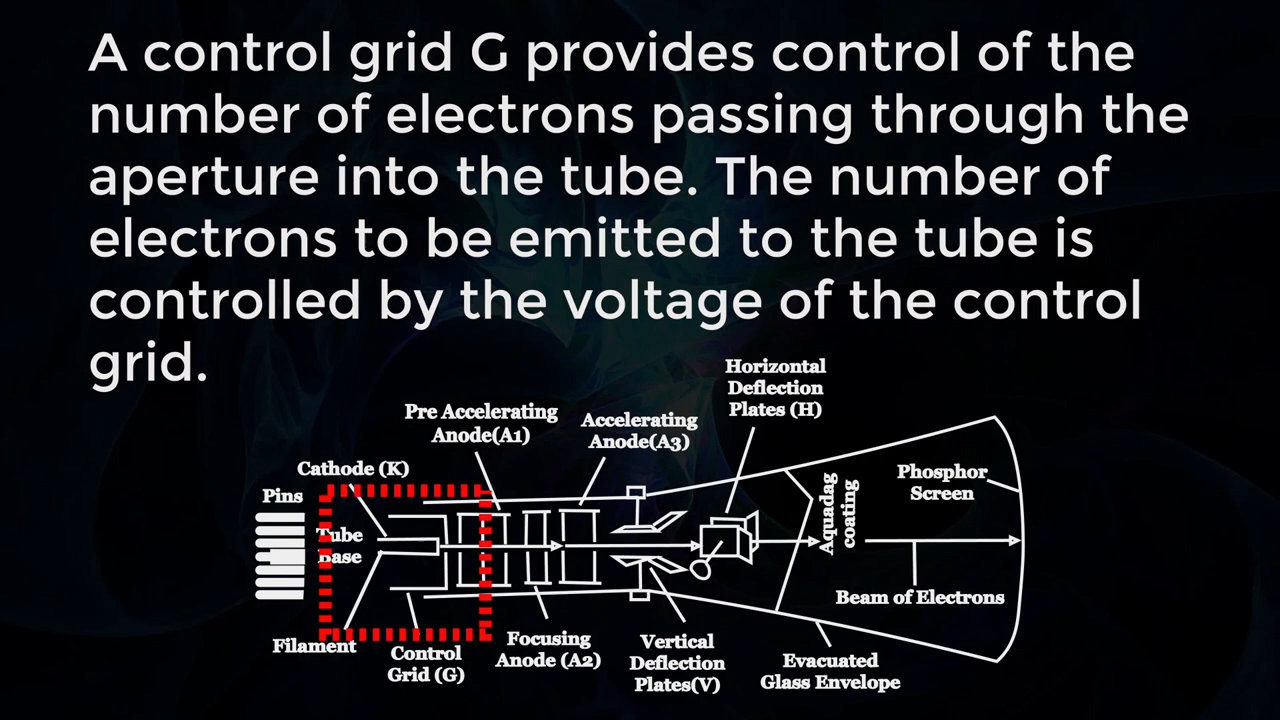 A control grid G provides control of the
number of electrons passing through the
aperture into the tube. The number of
electrons to be emitted to the tube is
controlled by the voltage of the control
grid.
Horizontal
Deflection
Plates (H)
Pre Accelerating
Anode(A1)
Accelerating
Anode(A3)
Cathode (K)
Pins
Tube
Base
Phosphor
Screen
Aquadag
coating
Beam of Electrons
Filament
Control
Grid (G)
Focusing
Anode (A2)
Vertical
Deflection
Plates(V)
Evacuated
Glass Envelope